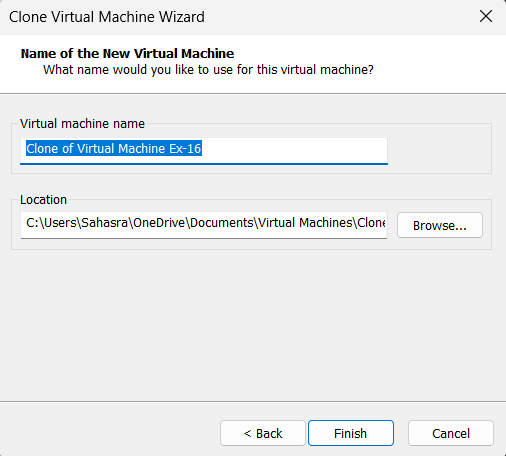 Clone Virtual Machine Wizard
Name of the New Virtual Machine
What name would you like to use for this virtual machine?
Virtual machine name
Clone of Virtual Machine Ex-16
Location
C:\Users\Sahasra\OneDrive\Documents\Virtual Machines\Clone
Browse...
< Back
Finish
Cancel